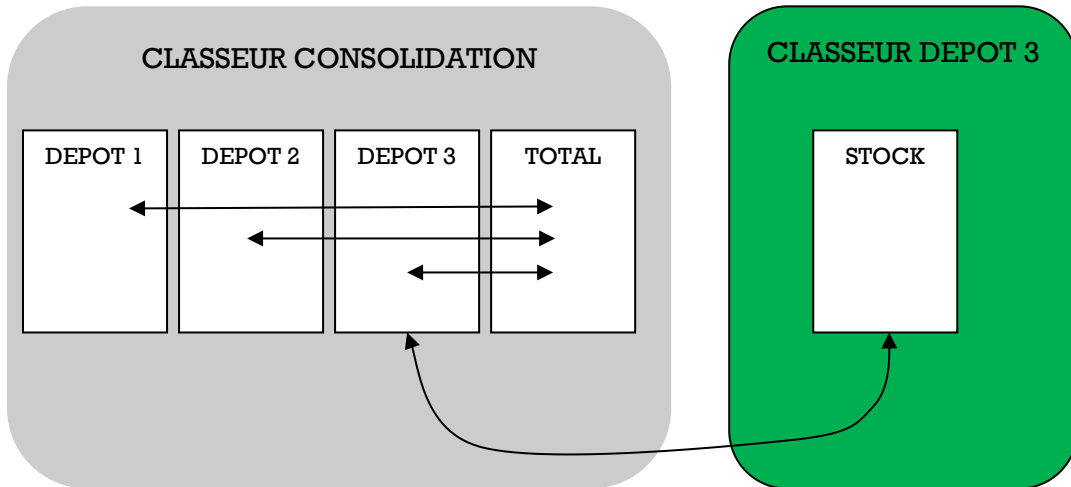 CLASSEUR CONSOLIDATION
CLASSEUR DEPOT 3
DEPOT 1
DEPOT 2
DEPOT 3
TOTAL
STOCK